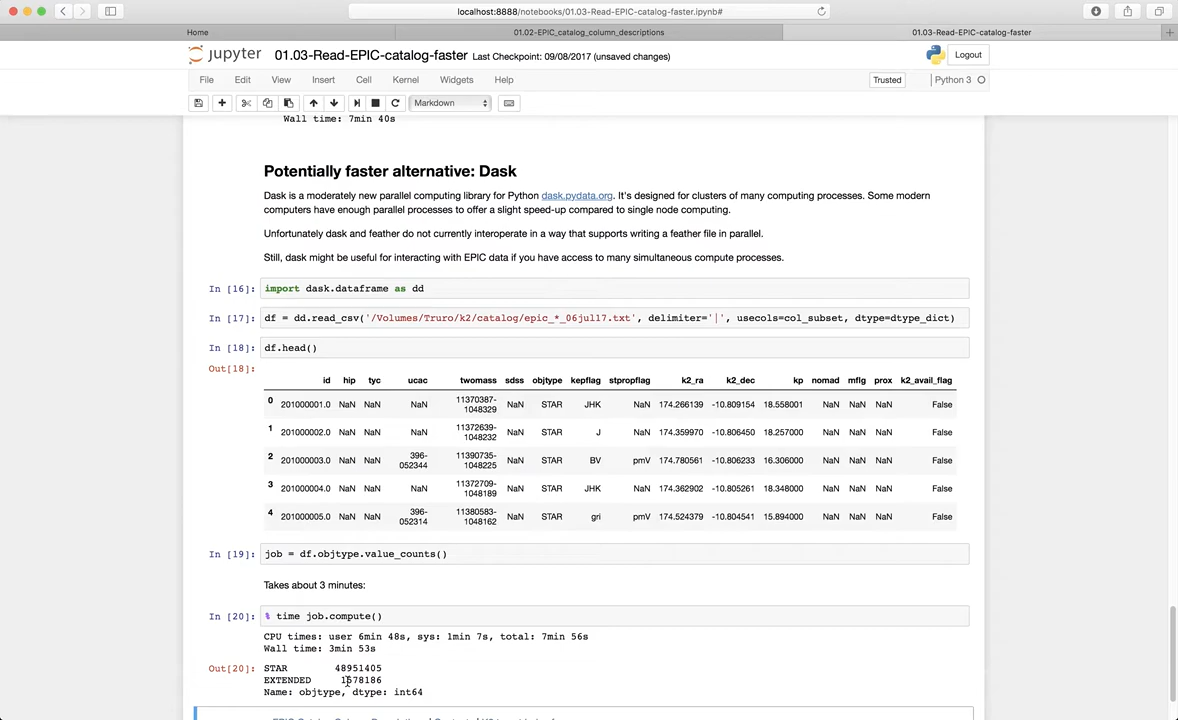 localhost:8888/notebooks/01.03-Read-EPIC-catalog-faster.ipynb#
Home
01.02-EPIC_catalog_column_descriptions
01.03-Read-EPIC-catalog-faster
jupyter 01.03-Read-EPIC-catalog-faster Last Checkpoint: 09/08/2017 (unsaved changes)
Logout
File Edit View Insert Cell Kernel Widgets Help
Trusted
Python 3
Markdown
Wall time: 7min 40s
Potentially faster alternative: Dask
Dask is a moderately new parallel computing library for Python dask.pydata.org. It's designed for clusters of many computing processes. Some modern
computers have enough parallel processes to offer a slight speed-up compared to single node computing.
Unfortunately dask and feather do not currently interoperate in a way that supports writing a feather file in parallel.
Still, dask might be useful for interacting with EPIC data if you have access to many simultaneous compute processes.
In [16]: import dask.dataframe as dd
In [17]: df = dd.read_csv('/Volumes/Truro/k2/catalog/epic_*_06jul17.txt', delimiter='|', usecols=col_subset, dtype=dtype_dict)
In [18]: df.head()
Out[18]:
id hip tyc ucac twomass sdss objtype kepflag stpropflag k2_ra k2_dec kp nomad mflg prox k2_avail_flag
0 201000001.0 NaN NaN NaN 11370387-1048329 NaN STAR JHK NaN 174.266139 -10.809154 18.558001 NaN NaN NaN False
1 201000002.0 NaN NaN NaN 11372639-1048232 NaN STAR J NaN 174.359970 -10.806450 18.257000 NaN NaN NaN False
2 201000003.0 NaN NaN 396-052344 11390735-1048225 NaN STAR BV pmV 174.780561 -10.806233 16.306000 NaN NaN NaN False
3 201000004.0 NaN NaN NaN 11372709-1048189 NaN STAR JHK NaN 174.362902 -10.805261 18.348000 NaN NaN NaN False
4 201000005.0 NaN NaN 396-052314 11380583-1048162 NaN STAR gri pmV 174.524379 -10.804541 15.894000 NaN NaN NaN False
In [19]: job = df.objtype.value_counts()
Takes about 3 minutes:
In [20]: % time job.compute()
CPU times: user 6min 48s, sys: 1min 7s, total: 7min 56s
Wall time: 3min 53s
Out[20]: STAR 48951405
EXTENDED 1678186
Name: objtype, dtype: int64